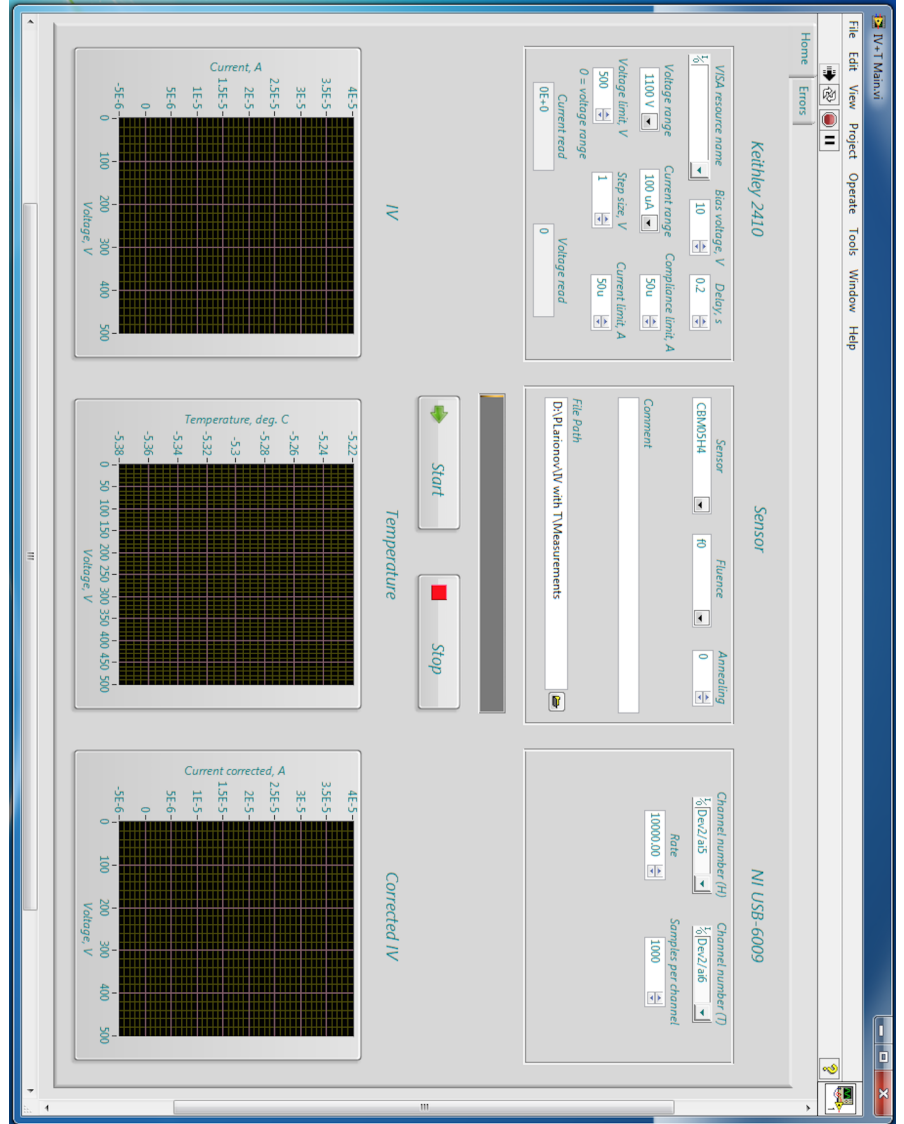 IV+T Main.vi
File Edit View Project Operate Tools Window Help
Home Errors
Keithley 2410
VISA resource name
Bias voltage, V
10
Delay, s
0.2
Voltage range
1100 V
Current range
100 uA
Compliance limit, A
50u
Voltage limit, V
500
0 = voltage range
Step size, V
1
Current limit, A
50u
Current read
0E+0
Voltage read
0
Sensor
Sensor
CBM05H4
Fluence
f0
Annealing
0
Comment
File Path
D:\PLarionov\IV with T\Measurements
NI USB-6009
Channel number (H)
Dev2/ai5
Channel number (T)
Dev2/ai6
Rate
10000.00
Samples per channel
1000
Start
Stop
IV
Current, A
4E-5
3.5E-5
3E-5
2.5E-5
2E-5
1.5E-5
1E-5
5E-6
0
-5E-6
0 100 200 300 400 500
Voltage, V
Temperature
Temperature, deg. C
-5.22
-5.24
-5.26
-5.28
-5.3
-5.32
-5.34
-5.36
-5.38
0 50 100 150 200 250 300 350 400 450 500
Voltage, V
Corrected IV
Current corrected, A
4E-5
3.5E-5
3E-5
2.5E-5
2E-5
1.5E-5
1E-5
5E-6
0
-5E-6
0 100 200 300 400 500
Voltage, V